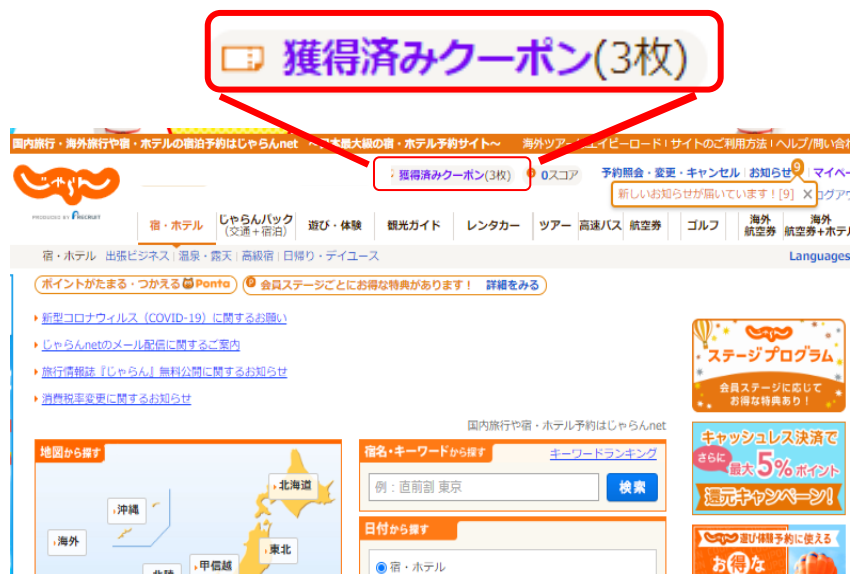 獲得済みクーポン(3枚)
国内旅行・海外旅行や宿・ホテルの宿泊予約はじゃらんnet ～日本最大級の宿・ホテル予約サイト～
海外ツアー エイビーロード | サイトのご利用方法 | ヘルプ/問い合わ
じゃらん
PRODUCED BY RECRUIT
獲得済みクーポン(3枚)
0スコア
予約照会・変更・キャンセル | お知らせ 9 マイペー
新しいお知らせが届いています！[9] ✕
ログアウ
宿・ホテル
じゃらんパック
(交通＋宿泊)
遊び・体験
観光ガイド
レンタカー
ツアー
高速バス
航空券
ゴルフ
海外
航空券
海外
航空券+ホテル
宿・ホテル 出張ビジネス | 温泉・露天 | 高級宿 | 日帰り・デイユース
Languages
ポイントがたまる・つかえる Ponta
会員ステージごとにお得な特典があります！ 詳細をみる
新型コロナウィルス（COVID-19）に関するお願い
じゃらんnetのメール配信に関するご案内
旅行情報誌『じゃらん』無料公開に関するお知らせ
消費税率変更に関するお知らせ
国内旅行や宿・ホテル予約はじゃらんnet
地図から探す
北海道
沖縄
海外
東北
甲信越
北陸
宿名・キーワードから探す
キーワードランキング
例：直前割 東京
検索
日付から探す
宿・ホテル
じゃらん
ステージプログラム
会員ステージに応じて
お得な特典あり！
キャッシュレス決済で
さらに
最大5%ポイント
還元キャンペーン!
じゃらん 遊び体験予約に使える
お得な